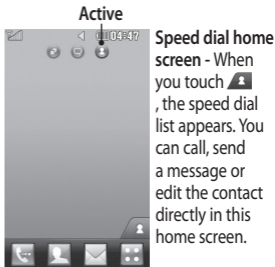 Active
04:47
Speed dial home
screen - When
you touch
, the speed dial
list appears. You
can call, send
a message or
edit the contact
directly in this
home screen.